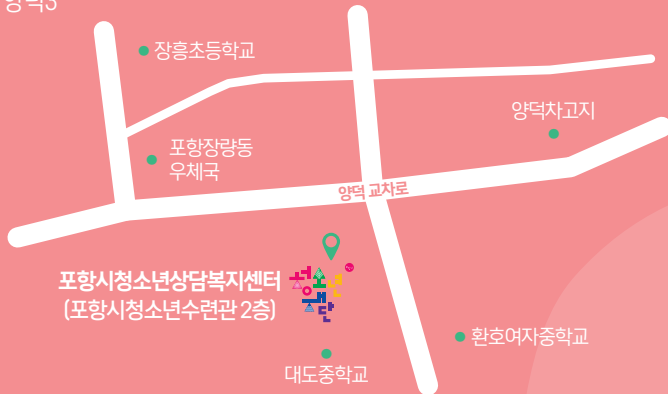 양덕3
장흥초등학교
양덕차고지
포항장량동
우체국
양덕 교차로
포항시청소년상담복지센터
(포항시청소년수련관 2층)
환호여자중학교
대도중학교